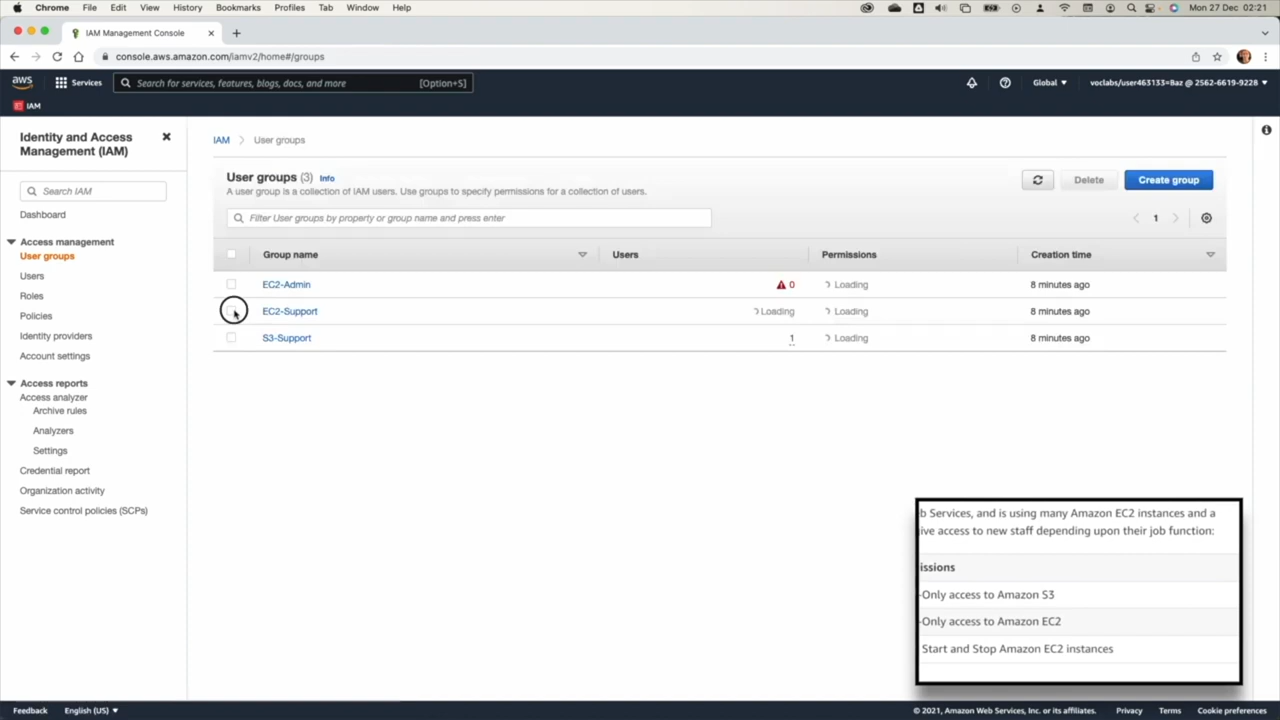 Chrome File Edit View History Bookmarks Profiles Tab Window Help Mon 27 Dec 02:21
IAM Management Console
console.aws.amazon.com/iamv2/home#/groups
aws Services Search for services, features, blogs, docs, and more [Option+S] Global voclabs/user463133=Baz @ 2562-6619-9228
IAM
Identity and Access
Management (IAM)
Search IAM
Dashboard
Access management
User groups
Users
Roles
Policies
Identity providers
Account settings
Access reports
Access analyzer
Archive rules
Analyzers
Settings
Credential report
Organization activity
Service control policies (SCPs)
IAM > User groups
User groups (3) Info
A user group is a collection of IAM users. Use groups to specify permissions for a collection of users.
Delete Create group
Filter User groups by property or group name and press enter
1
Group name Users Permissions Creation time
EC2-Admin 0 Loading 8 minutes ago
EC2-Support Loading Loading 8 minutes ago
S3-Support 1 Loading 8 minutes ago
b Services, and is using many Amazon EC2 instances and a
ive access to new staff depending upon their job function:
issions
-Only access to Amazon S3
-Only access to Amazon EC2
Start and Stop Amazon EC2 instances
Feedback English (US) © 2021, Amazon Web Services, Inc. or its affiliates. Privacy Terms Cookie preferences